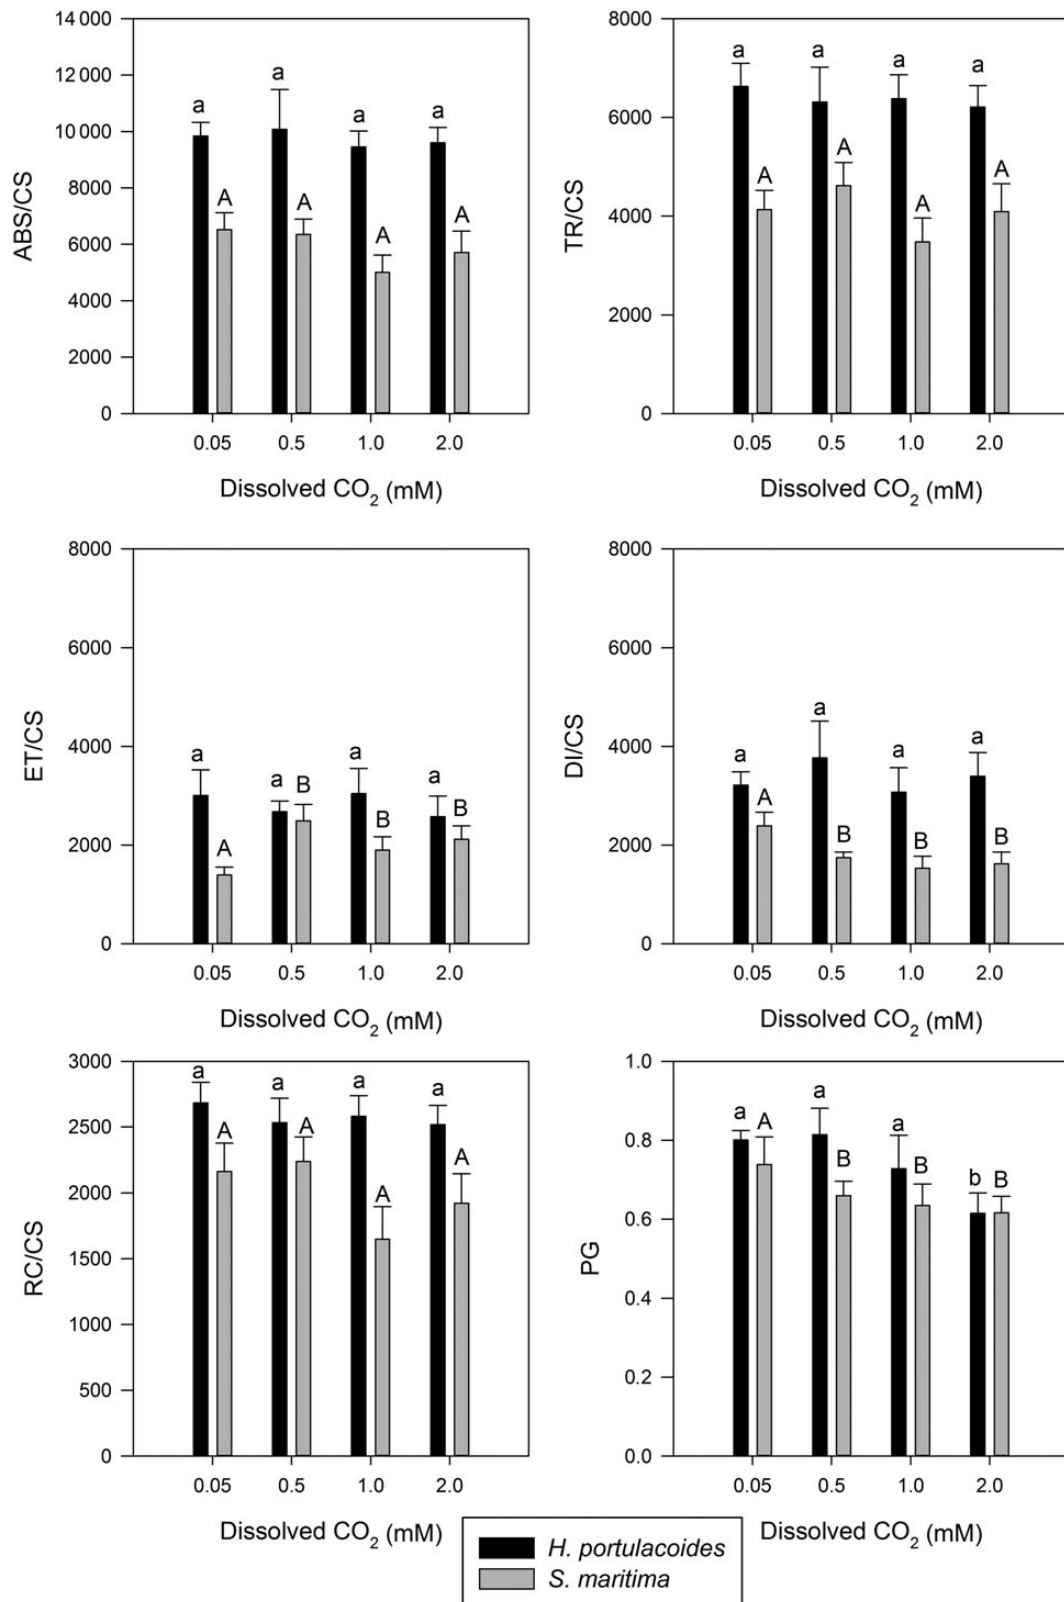 14 000
12 000
10 000
8000
6000
4000
2000
0
ABS/CS
a
A
a
A
a
A
a
A
0.05 0.5 1.0 2.0
Dissolved CO2 (mM)
8000
6000
4000
2000
0
TR/CS
a
A
a
A
a
A
a
A
0.05 0.5 1.0 2.0
Dissolved CO2 (mM)
8000
6000
4000
2000
0
ET/CS
a
A
a
B
a
B
a
B
0.05 0.5 1.0 2.0
Dissolved CO2 (mM)
8000
6000
4000
2000
0
DI/CS
a
A
a
B
a
B
a
B
0.05 0.5 1.0 2.0
Dissolved CO2 (mM)
3000
2500
2000
1500
1000
500
0
RC/CS
a
A
a
A
a
A
a
A
0.05 0.5 1.0 2.0
Dissolved CO2 (mM)
1.0
0.8
0.6
0.4
0.2
0.0
PG
a
A
a
B
a
B
b
B
0.05 0.5 1.0 2.0
Dissolved CO2 (mM)
H. portulacoides
S. maritima